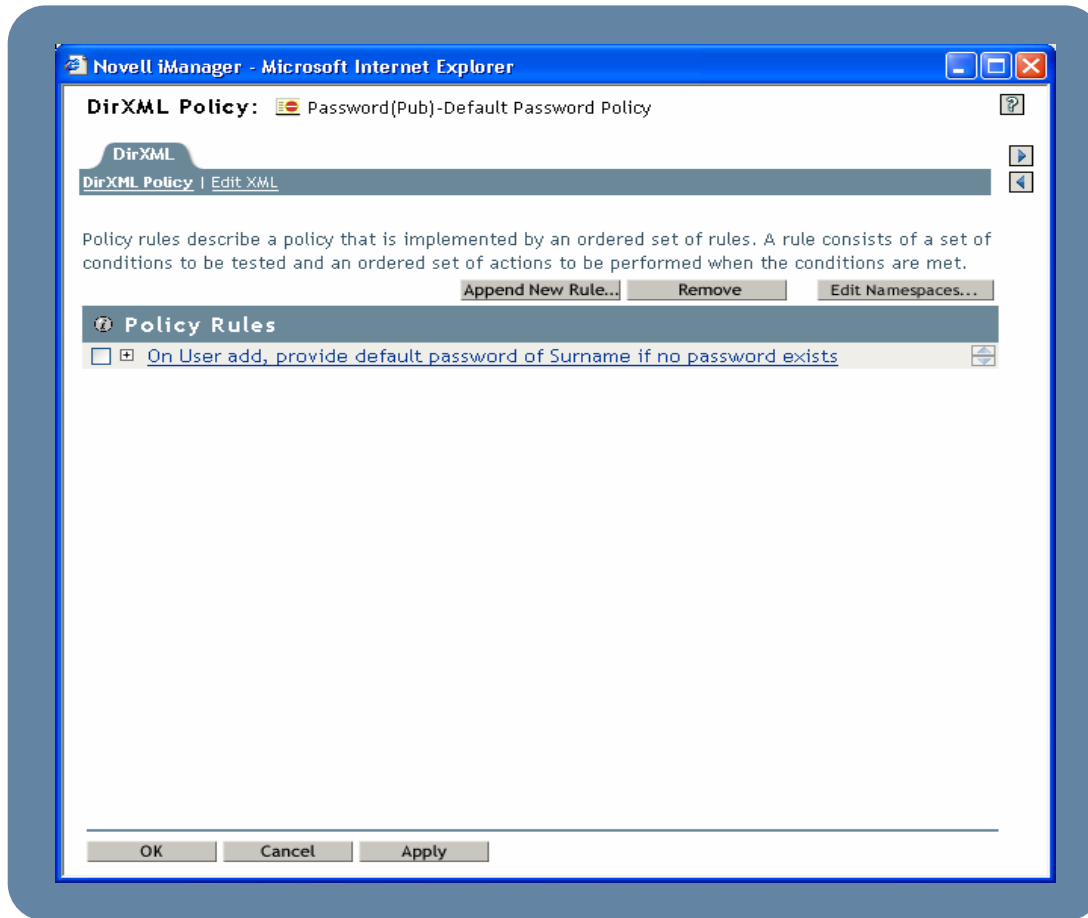 Novell iManager - Microsoft Internet Explorer
DirXML Policy: Password(Pub)-Default Password Policy
?
DirXML
DirXML Policy | Edit XML
Policy rules describe a policy that is implemented by an ordered set of rules. A rule consists of a set of
conditions to be tested and an ordered set of actions to be performed when the conditions are met.
Append New Rule... Remove Edit Namespaces...
Policy Rules
On User add, provide default password of Surname if no password exists
OK Cancel Apply